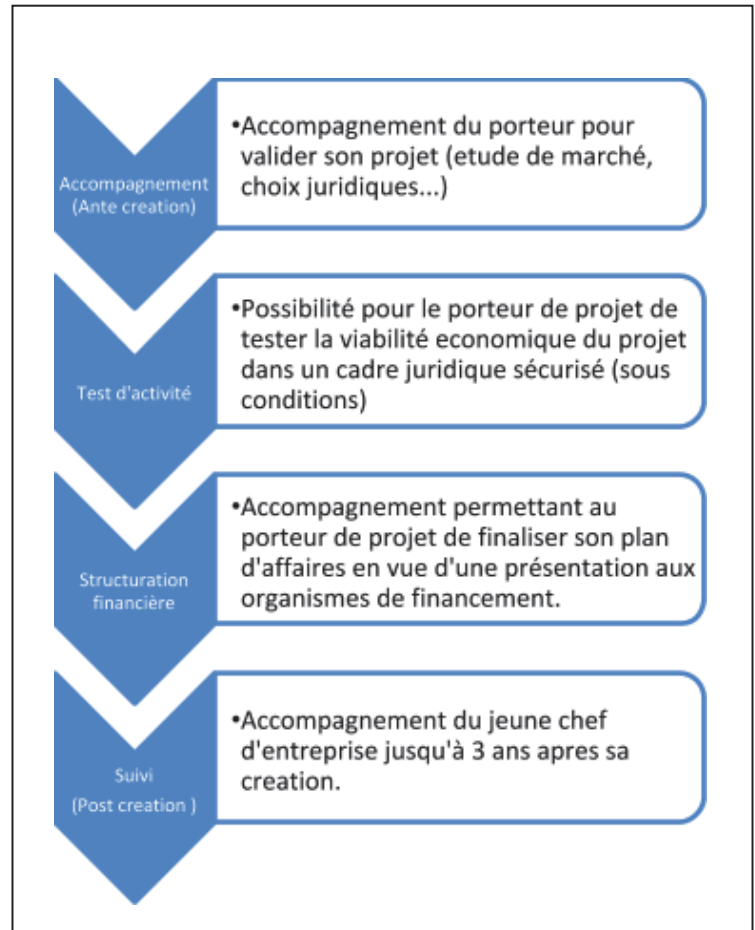 Accompagnement
(Ante creation)
•Accompagnement du porteur pour
valider son projet (etude de marché,
choix juridiques...)
Test d'activité
•Possibilité pour le porteur de projet de
tester la viabilité economique du projet
dans un cadre juridique sécurisé (sous
conditions)
Structuration
financière
•Accompagnement permettant au
porteur de projet de finaliser son plan
d'affaires en vue d'une présentation aux
organismes de financement.
Suivi
(Post creation )
•Accompagnement du jeune chef
d'entreprise jusqu'à 3 ans apres sa
creation.